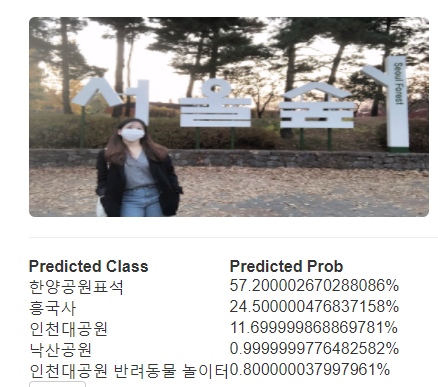 서울숲
Seoul Forest
Predicted Class Predicted Prob
한양공원표석 57.200002670288086%
흥국사 24.500000476837158%
인천대공원 11.699999868869781%
낙산공원 0.9999999776482582%
인천대공원 반려동물 놀이터 0.800000037997961%